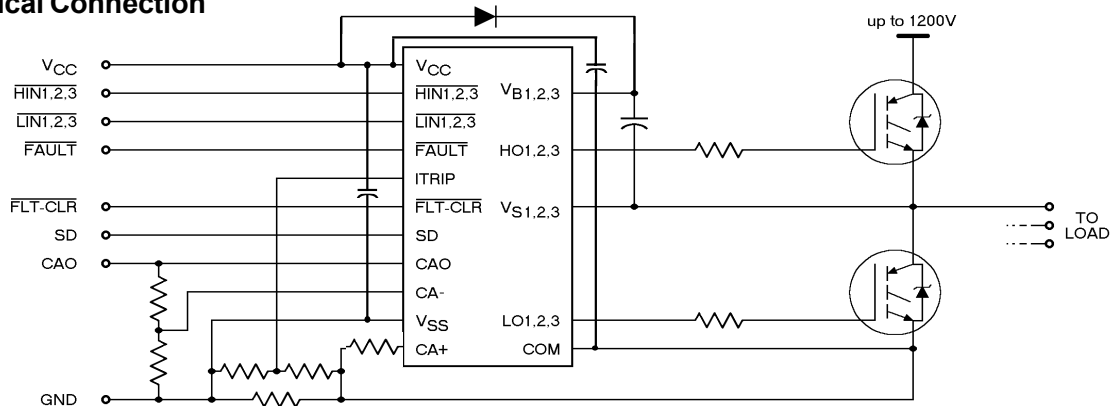 ical Connection
up to 1200V
VCC
HIN1,2,3
LIN1,2,3
FAULT
FLT-CLR
SD
CAO
GND
VCC
HIN1,2,3
LIN1,2,3
FAULT
ITRIP
FLT-CLR
SD
CAO
CA-
VSS
CA+
VB1,2,3
HO1,2,3
VS1,2,3
LO1,2,3
COM
TO
LOAD